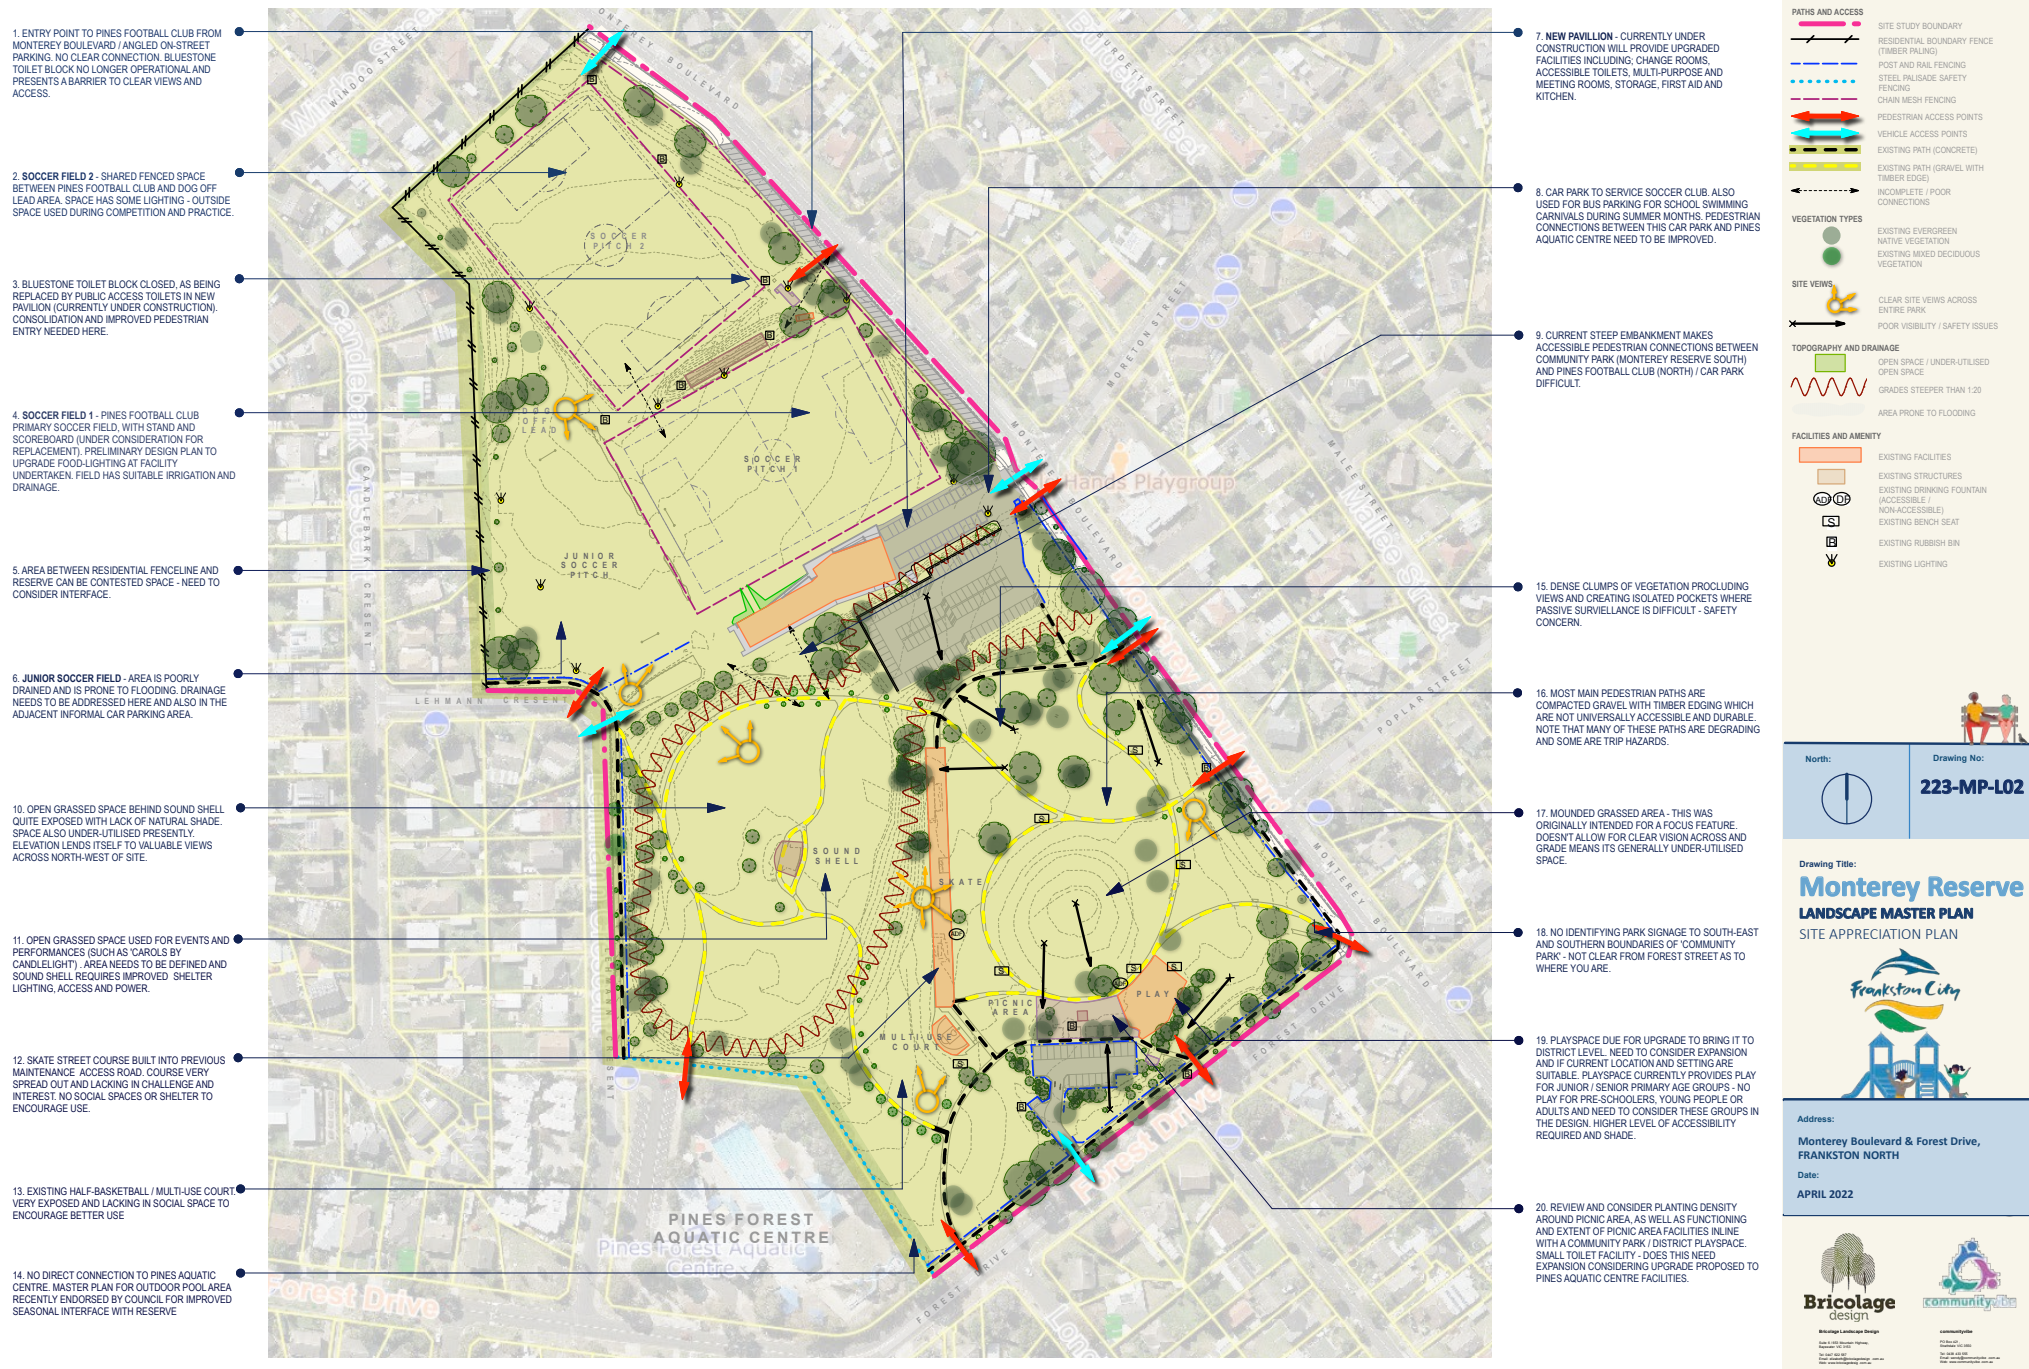 1. ENTRY POINT TO PINES FOOTBALL CLUB FROM
MONTEREY BOULEVARD / ANGLED ON-STREET
PARKING. NO CLEAR CONNECTION. BLUESTONE
TOILET BLOCK NO LONGER OPERATIONAL AND
PRESENTS A BARRIER TO CLEAR VIEWS AND
ACCESS.
2. SOCCER FIELD 2 - SHARED FENCED SPACE
BETWEEN PINES FOOTBALL CLUB AND DOG OFF
LEAD AREA. SPACE HAS SOME LIGHTING - OUTSIDE
SPACE USED DURING COMPETITION AND PRACTICE.
3. BLUESTONE TOILET BLOCK CLOSED, AS BEING
REPLACED BY PUBLIC ACCESS TOILETS IN NEW
PAVILION (CURRENTLY UNDER CONSTRUCTION).
CONSOLIDATION AND IMPROVED PEDESTRIAN
ENTRY NEEDED HERE.
4. SOCCER FIELD 1 - PINES FOOTBALL CLUB
PRIMARY SOCCER FIELD, WITH STAND AND
SCOREBOARD (UNDER CONSIDERATION FOR
REPLACEMENT). PRELIMINARY DESIGN PLAN TO
UPGRADE FOOD-LIGHTING AT FACILITY
UNDERTAKEN. FIELD HAS SUITABLE IRRIGATION AND
DRAINAGE.
5. AREA BETWEEN RESIDENTIAL FENCELINE AND
RESERVE CAN BE CONTESTED SPACE - NEED TO
CONSIDER INTERFACE.
6. JUNIOR SOCCER FIELD - AREA IS POORLY
DRAINED AND IS PRONE TO FLOODING. DRAINAGE
NEEDS TO BE ADDRESSED HERE AND ALSO IN THE
ADJACENT INFORMAL CAR PARKING AREA.
10. OPEN GRASSED SPACE BEHIND SOUND SHELL
QUITE EXPOSED WITH LACK OF NATURAL SHADE.
SPACE ALSO UNDER-UTILISED PRESENTLY.
ELEVATION LENDS ITSELF TO VALUABLE VIEWS
ACROSS NORTH-WEST OF SITE.
11. OPEN GRASSED SPACE USED FOR EVENTS AND
PERFORMANCES (SUCH AS 'CAROLS BY
CANDLELIGHT') . AREA NEEDS TO BE DEFINED AND
SOUND SHELL REQUIRES IMPROVED SHELTER
LIGHTING, ACCESS AND POWER.
12. SKATE STREET COURSE BUILT INTO PREVIOUS
MAINTENANCE ACCESS ROAD. COURSE VERY
SPREAD OUT AND LACKING IN CHALLENGE AND
INTEREST. NO SOCIAL SPACES OR SHELTER TO
ENCOURAGE USE.
13. EXISTING HALF-BASKETBALL / MULTI-USE COURT.
VERY EXPOSED AND LACKING IN SOCIAL SPACE TO
ENCOURAGE BETTER USE
14. NO DIRECT CONNECTION TO PINES AQUATIC
CENTRE. MASTER PLAN FOR OUTDOOR POOL AREA
RECENTLY ENDORSED BY COUNCIL FOR IMPROVED
SEASONAL INTERFACE WITH RESERVE
WINDOO STREET
MONTEREY BOULEVARD
BURDETT STREET
SOCCER
PITCH 2
DOG
OFF
LEAD
SOCCER
PITCH 1
JUNIOR
SOCCER
PITCH
MORETON STREET
MALEE STREET
Hands Playgroup
MONTEREY BOULEVARD
CANDLEBARK CRESCENT
Candlebark Crescent
LEHMANN CRESENT
POPLAR STREET
SOUND
SHELL
SKATE
ADF
PLAY
PICNIC
AREA
MULTI-USE
COURT
MONTEREY BOULEVARD
FOREST DRIVE
Forest Drive
PINES FOREST
AQUATIC CENTRE
Pines Forest Aquatic
Centre
Forest Drive
FOREST DRIVE
7. NEW PAVILLION - CURRENTLY UNDER
CONSTRUCTION WILL PROVIDE UPGRADED
FACILITIES INCLUDING; CHANGE ROOMS,
ACCESSIBLE TOILETS, MULTI-PURPOSE AND
MEETING ROOMS, STORAGE, FIRST AID AND
KITCHEN.
8. CAR PARK TO SERVICE SOCCER CLUB. ALSO
USED FOR BUS PARKING FOR SCHOOL SWIMMING
CARNIVALS DURING SUMMER MONTHS. PEDESTRIAN
CONNECTIONS BETWEEN THIS CAR PARK AND PINES
AQUATIC CENTRE NEED TO BE IMPROVED.
9. CURRENT STEEP EMBANKMENT MAKES
ACCESSIBLE PEDESTRIAN CONNECTIONS BETWEEN
COMMUNITY PARK (MONTEREY RESERVE SOUTH)
AND PINES FOOTBALL CLUB (NORTH) / CAR PARK
DIFFICULT.
15. DENSE CLUMPS OF VEGETATION PROCLUDING
VIEWS AND CREATING ISOLATED POCKETS WHERE
PASSIVE SURVIELLANCE IS DIFFICULT - SAFETY
CONCERN.
16. MOST MAIN PEDESTRIAN PATHS ARE
COMPACTED GRAVEL WITH TIMBER EDGING WHICH
ARE NOT UNIVERSALLY ACCESSIBLE AND DURABLE.
NOTE THAT MANY OF THESE PATHS ARE DEGRADING
AND SOME ARE TRIP HAZARDS.
17. MOUNDED GRASSED AREA - THIS WAS
ORIGINALLY INTENDED FOR A FOCUS FEATURE.
DOESN'T ALLOW FOR CLEAR VISION ACROSS AND
GRADE MEANS ITS GENERALLY UNDER-UTILISED
SPACE.
18. NO IDENTIFYING PARK SIGNAGE TO SOUTH-EAST
AND SOUTHERN BOUNDARIES OF 'COMMUNITY
PARK' - NOT CLEAR FROM FOREST STREET AS TO
WHERE YOU ARE.
19. PLAYSPACE DUE FOR UPGRADE TO BRING IT TO
DISTRICT LEVEL. NEED TO CONSIDER EXPANSION
AND IF CURRENT LOCATION AND SETTING ARE
SUITABLE. PLAYSPACE CURRENTLY PROVIDES PLAY
FOR JUNIOR / SENIOR PRIMARY AGE GROUPS - NO
PLAY FOR PRE-SCHOOLERS, YOUNG PEOPLE OR
ADULTS AND NEED TO CONSIDER THESE GROUPS IN
THE DESIGN. HIGHER LEVEL OF ACCESSIBILITY
REQUIRED AND SHADE.
20. REVIEW AND CONSIDER PLANTING DENSITY
AROUND PICNIC AREA, AS WELL AS FUNCTIONING
AND EXTENT OF PICNIC AREA FACILITIES INLINE
WITH A COMMUNITY PARK / DISTRICT PLAYSPACE.
SMALL TOILET FACILITY - DOES THIS NEED
EXPANSION CONSIDERING UPGRADE PROPOSED TO
PINES AQUATIC CENTRE FACILITIES.
PATHS AND ACCESS
SITE STUDY BOUNDARY
RESIDENTIAL BOUNDARY FENCE
(TIMBER PALING)
POST AND RAIL FENCING
STEEL PALISADE SAFETY
FENCING
CHAIN MESH FENCING
PEDESTRIAN ACCESS POINTS
VEHICLE ACCESS POINTS
EXISTING PATH (CONCRETE)
EXISTING PATH (GRAVEL WITH
TIMBER EDGE)
INCOMPLETE / POOR
CONNECTIONS
VEGETATION TYPES
EXISTING EVERGREEN
NATIVE VEGETATION
EXISTING MIXED DECIDUOUS
VEGETATION
SITE VEIWS
CLEAR SITE VEIWS ACROSS
ENTIRE PARK
POOR VISIBILITY / SAFETY ISSUES
TOPOGRAPHY AND DRAINAGE
OPEN SPACE / UNDER-UTILISED
OPEN SPACE
GRADES STEEPER THAN 1:20
AREA PRONE TO FLOODING
FACILITIES AND AMENITY
EXISTING FACILITIES
EXISTING STRUCTURES
ADF DF
EXISTING DRINKING FOUNTAIN
(ACCESSIBLE /
NON-ACCESSIBLE)
S
EXISTING BENCH SEAT
B
EXISTING RUBBISH BIN
EXISTING LIGHTING
North:
Drawing No:
223-MP-L02
Drawing Title:
Monterey Reserve
LANDSCAPE MASTER PLAN
SITE APPRECIATION PLAN
Frankston City
Address:
Monterey Boulevard & Forest Drive,
FRANKSTON NORTH
Date:
APRIL 2022
Bricolage
design
communityvibe
Bricolage Landscape Design
communityvibe